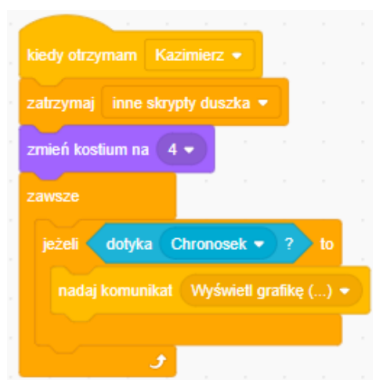 kiedy otrzymam Kazimierz
zatrzymaj inne skrypty duszka
zmień kostium na 4
zawsze
jeżeli dotyka Chronosek ? to
nadaj komunikat Wyświetl grafikę (...)